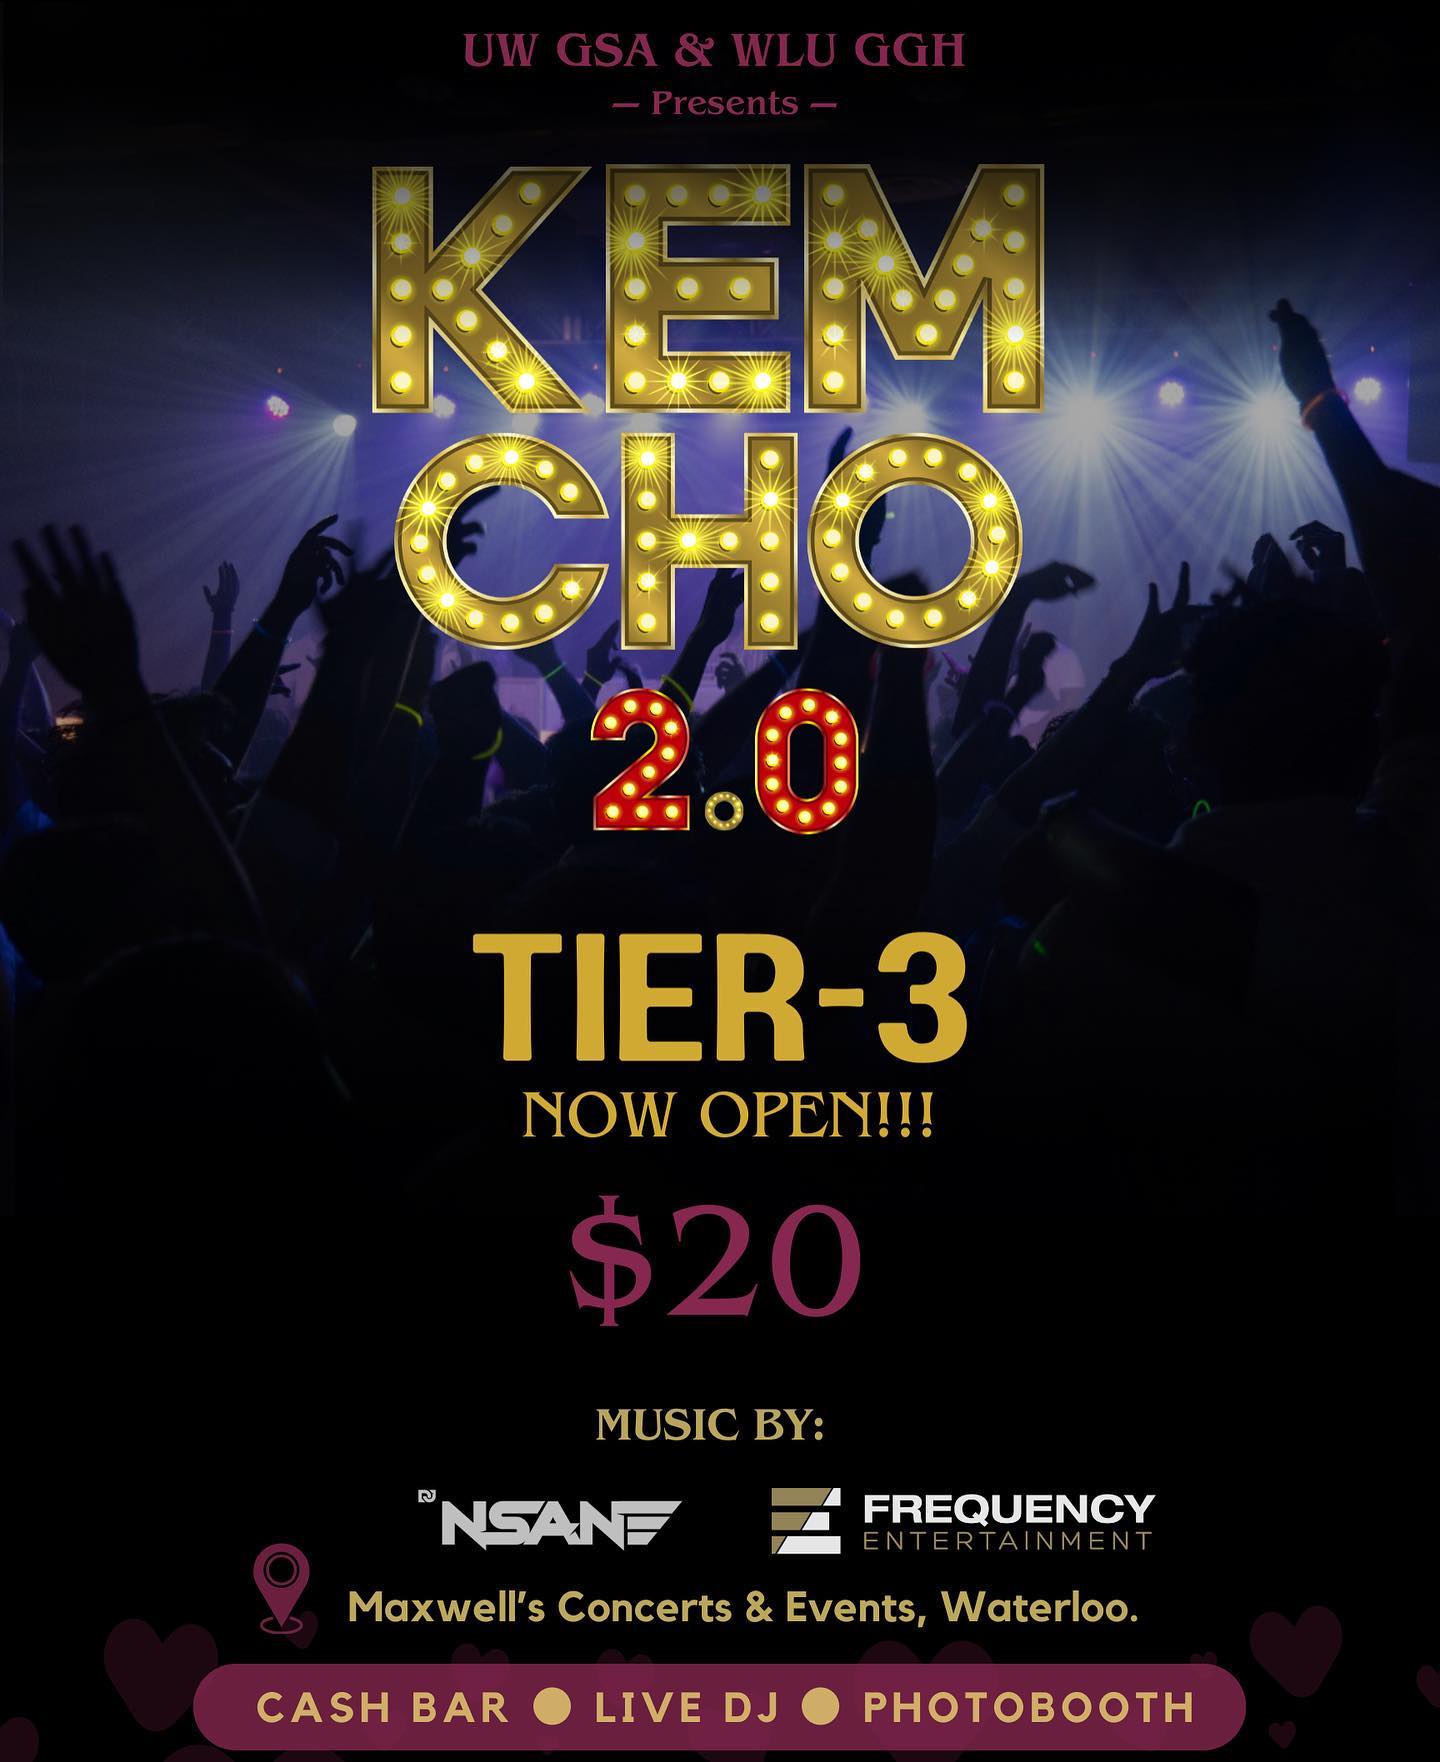 UW GSA & WLU GGH
— Presents —
KEM
CHO
2.0
TIER-3
NOW OPEN!!!
$20
MUSIC BY:
NSANE
FREQUENCY
ENTERTAINMENT
Maxwell's Concerts & Events, Waterloo.
CASH BAR ● LIVE DJ ● PHOTOBOOTH